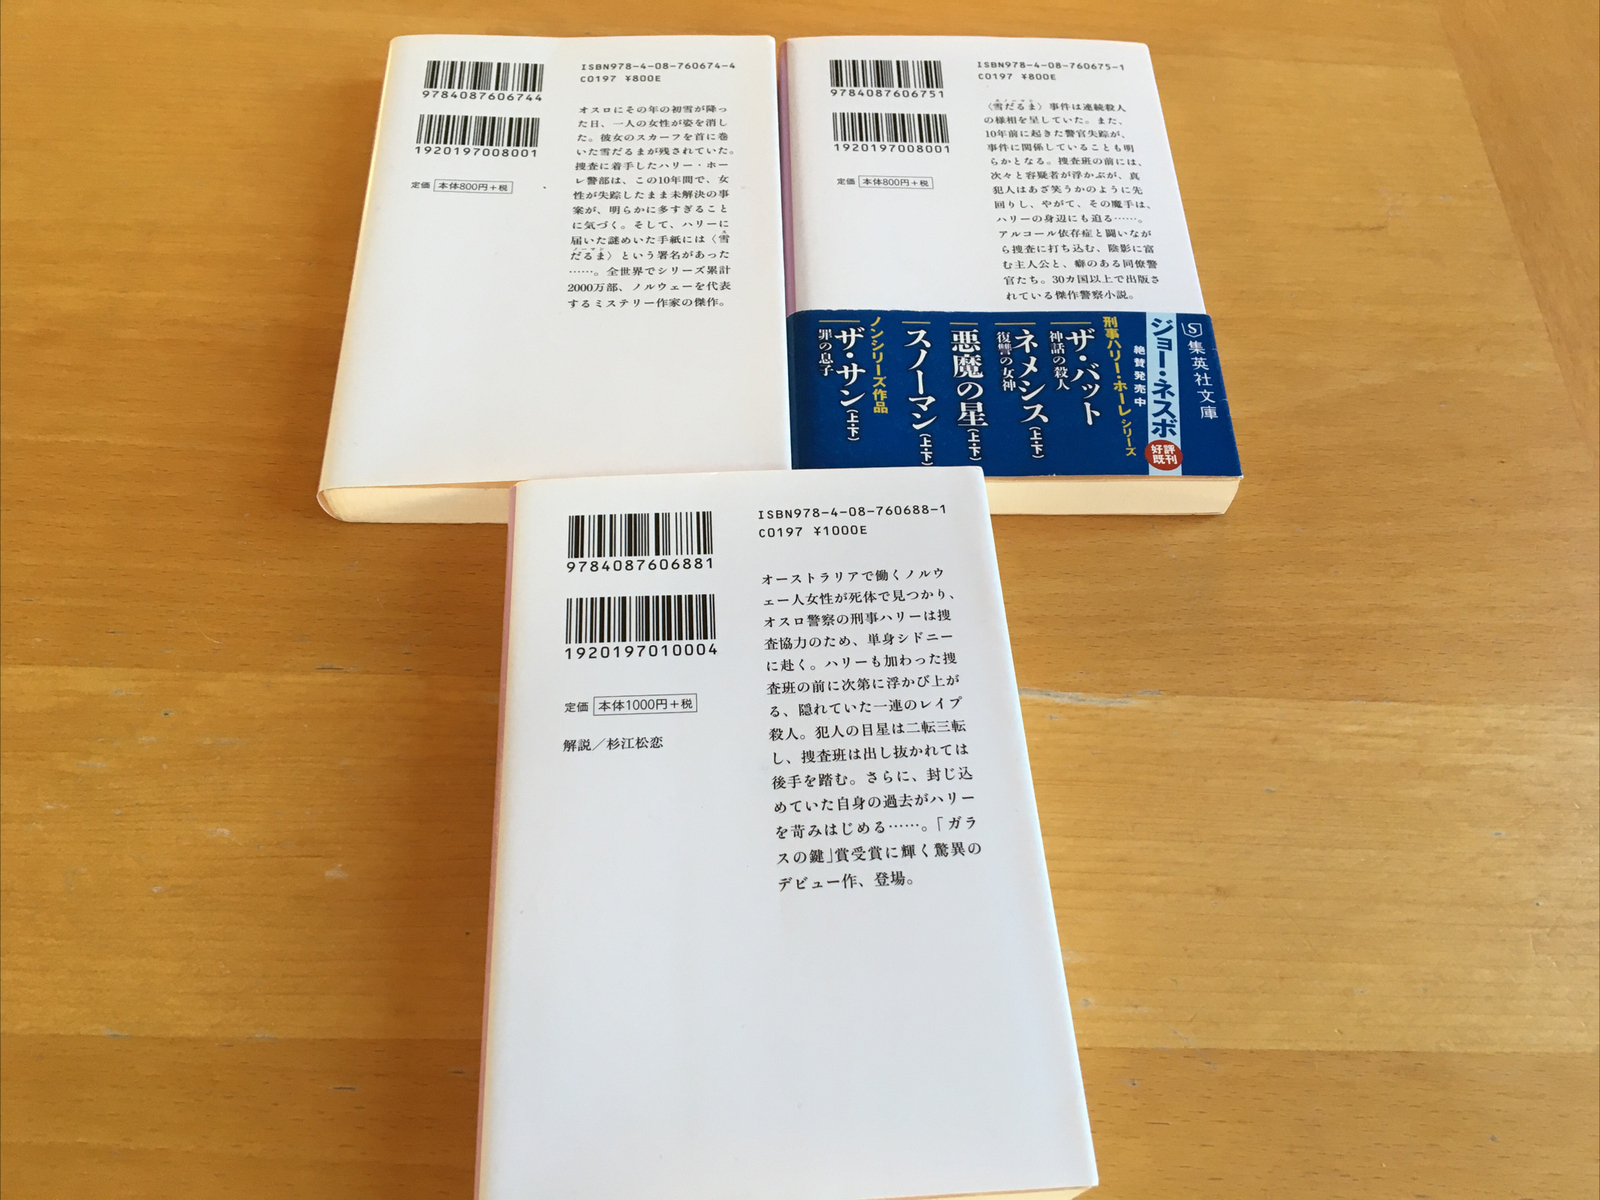 ISBN978-4-08-760674-4
C0197 ¥800E
9784087606744
1920197008001
定価 本体800円+税
オスロにその年の初雪が降っ
た日、一人の女性が姿を消し
た。彼女のスカーフを首に巻
いた雪だるまが残されていた。
捜査に着手したハリー・ホー
レ警部は、この10年間で、女
性が失踪したまま未解決の事
案が、明らかに多すぎること
に気づく。そして、ハリーに
届いた謎めいた手紙には〈雪
だるま〉という署名があった
……。全世界でシリーズ累計
2000万部、ノルウェーを代表
するミステリー作家の傑作。
ISBN978-4-08-760675-1
C0197 ¥800E
9784087606751
1920197008001
定価 本体800円+税
〈雪だるま〉事件は連続殺人
の様相を呈していた。また、
10年前に起きた警官失踪が、
事件に関係していることも明
らかとなる。捜査班の前には、
次々と容疑者が浮かぶが、真
犯人はあざ笑うかのように先
回りし、やがて、その魔手は、
ハリーの身辺にも迫る……。
アルコール依存症と闘いなが
ら捜査に打ち込む、陰影に富
む主人公と、癖のある同僚警
官たち。30カ国以上で出版さ
れている傑作警察小説。
集英社文庫
ジョー・ネスボ
好評既刊
絶賛発売中
刑事ハリー・ホーレシリーズ
ザ・バット
神話の殺人
ネメシス(上・下)
復讐の女神
悪魔の星(上・下)
スノーマン(上・下)
ノンシリーズ作品
ザ・サン(上・下)
罪の息子
ISBN978-4-08-760688-1
C0197 ¥1000E
9784087606881
1920197010004
定価 本体1000円+税
解説/杉江松恋
オーストラリアで働くノルウ
ェー人女性が死体で見つかり、
オスロ警察の刑事ハリーは捜
査協力のため、単身シドニー
に赴く。ハリーも加わった捜
査班の前に次第に浮かび上が
る、隠れていた一連のレイプ
殺人。犯人の目星は二転三転
し、捜査班は出し抜かれては
後手を踏む。さらに、封じ込
めていた自身の過去がハリー
を苛みはじめる……。「ガラ
スの鍵」賞受賞に輝く驚異の
デビュー作、登場。